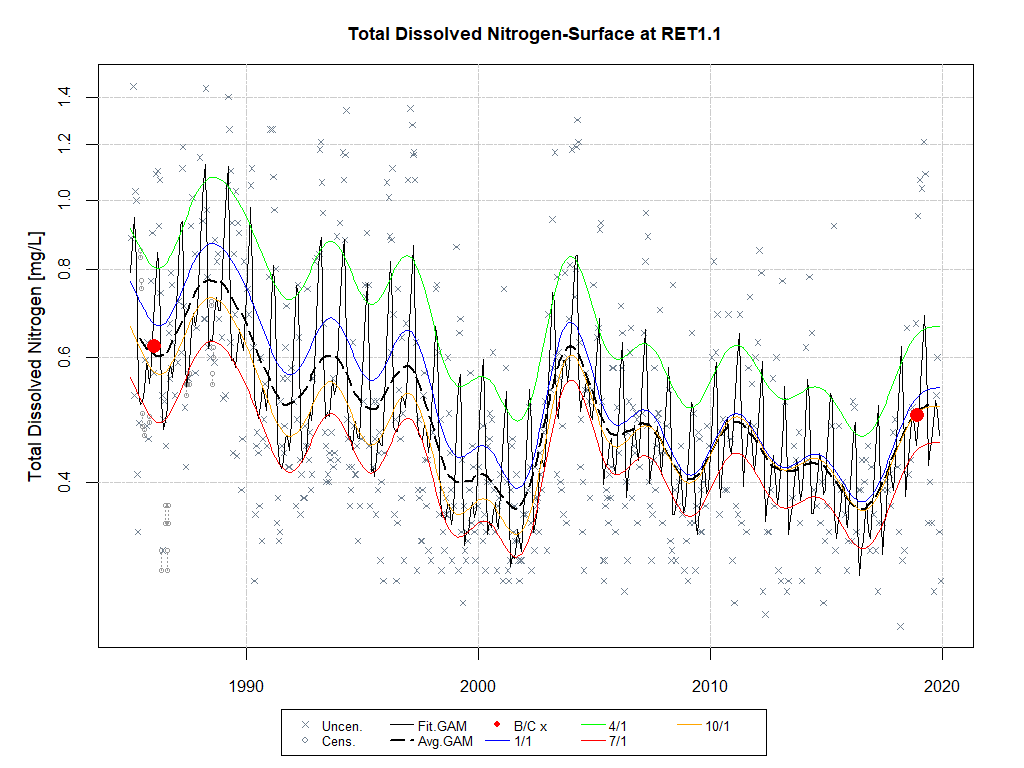 Total Dissolved Nitrogen-Surface at RET1.1
Total Dissolved Nitrogen [mg/L]
1.4
1.2
1.0
0.8
0.6
0.4
1990 2000 2010 2020
Uncen. Fit.GAM B/C x 4/1 10/1
Cens. Avg.GAM 1/1 7/1